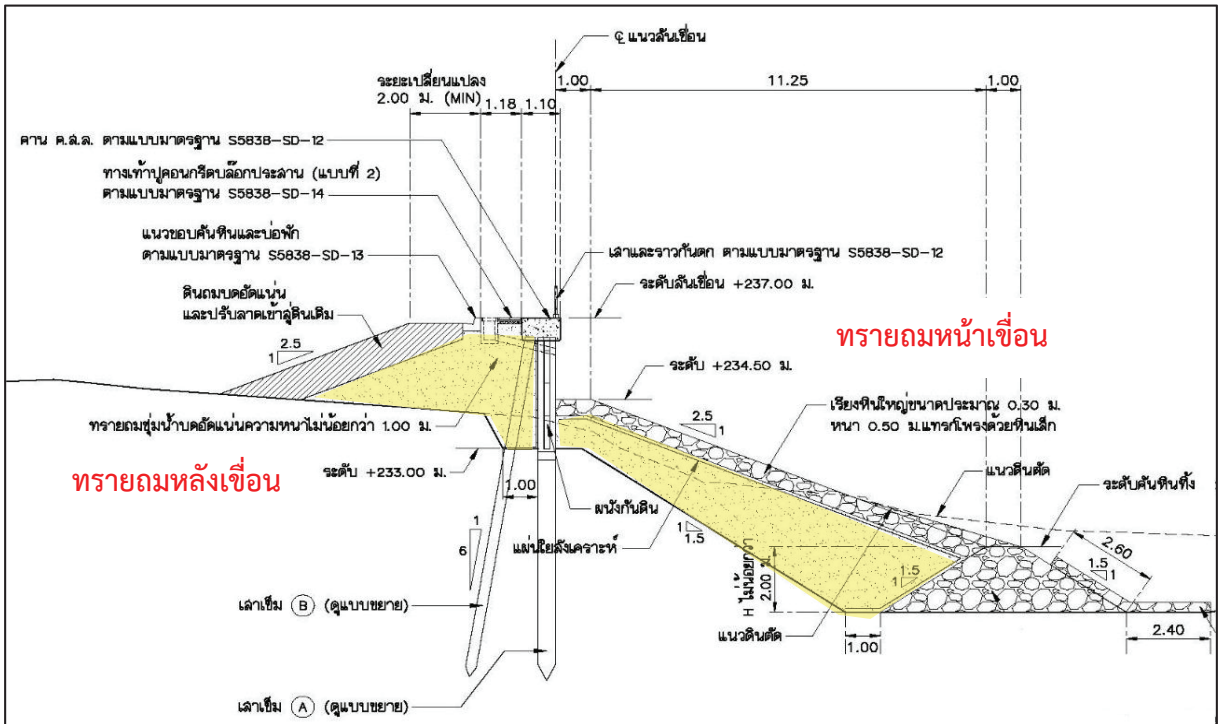 ℄ แนวสันเขื่อน
ระยะเปลี่ยนแปลง
2.00 ม. (MIN)
1.18
1.10
1.00
11.25
1.00
คาน ค.ส.ล. ตามแบบมาตรฐาน S5838-SD-12
ทางเท้าปูคอนกรีตบล๊อกประสาน (แบบที่ 2)
ตามแบบมาตรฐาน S5838-SD-14
แนวขอบคันหินและบ่อพัก
ตามแบบมาตรฐาน S5838-SD-13
เสาและราวกันตก ตามแบบมาตรฐาน S5838-SD-12
ระดับสันเขื่อน +237.00 ม.
ดินถมบดอัดแน่น
และปรับลาดเข้าสู่ดินเดิม
ทรายถมหน้าเขื่อน
2.5
1
ระดับ +234.50 ม.
2.5
1
เรียงหินใหญ่ขนาดประมาณ 0.30 ม.
หนา 0.50 ม.แทรกโพรงด้วยหินเล็ก
ทรายถมชุ่มน้ำบดอัดแน่นความหนาไม่น้อยกว่า 1.00 ม.
แนวดินตัด
ระดับคันหินทิ้ง
ทรายถมหลังเขื่อน
ระดับ +233.00 ม.
1.00
ผนังกันดิน
1
1.5
แผ่นใยสังเคราะห์
1
6
H ไม่น้อยกว่า
2.00 ม.
1.5
1
2.60
1.5
1
เสาเข็ม B (ดูแบบขยาย)
แนวดินตัด
1.00
2.40
เสาเข็ม A (ดูแบบขยาย)